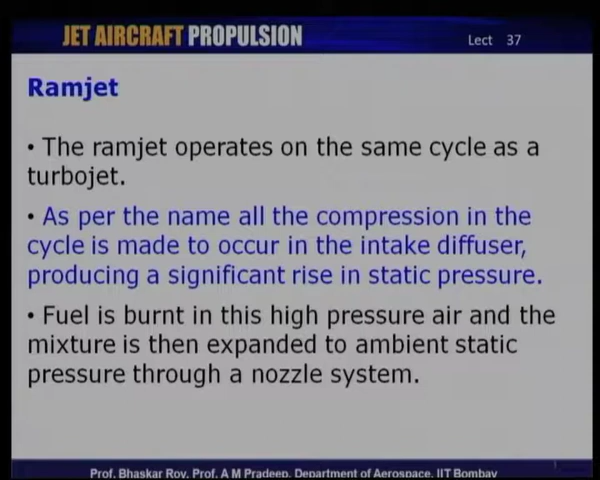 JET AIRCRAFT PROPULSION
Lect 37
Ramjet
• The ramjet operates on the same cycle as a
turbojet.
• As per the name all the compression in the
cycle is made to occur in the intake diffuser,
producing a significant rise in static pressure.
• Fuel is burnt in this high pressure air and the
mixture is then expanded to ambient static
pressure through a nozzle system.
Prof. Bhaskar Roy, Prof. A M Pradeep, Department of Aerospace, IIT Bombay